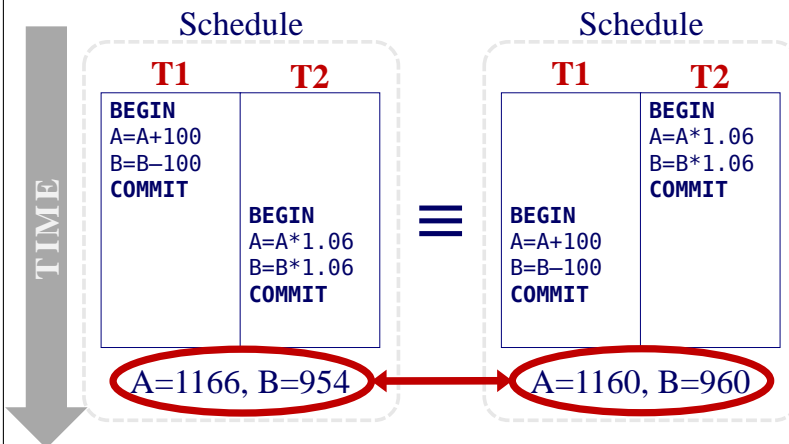 Schedule
T1 T2
BEGIN
A=A+100
B=B–100
COMMIT
BEGIN
A=A*1.06
B=B*1.06
COMMIT
A=1166, B=954
TIME
≡
Schedule
T1 T2
BEGIN
A=A*1.06
B=B*1.06
COMMIT
BEGIN
A=A+100
B=B–100
COMMIT
A=1160, B=960